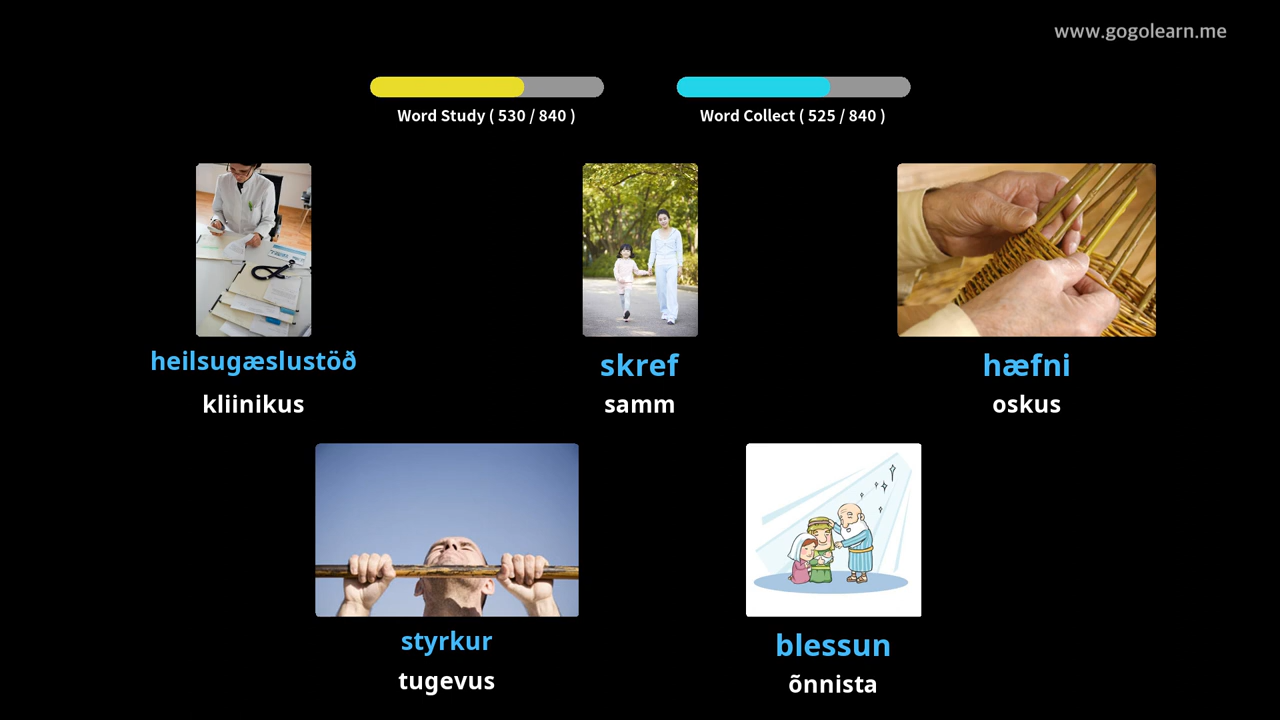 www.gogolearn.me
Word Study ( 530 / 840 )
Word Collect ( 525 / 840 )
heilsugæslustöð
kliinikus
skref
samm
hæfni
oskus
styrkur
tugevus
blessun
õnnista